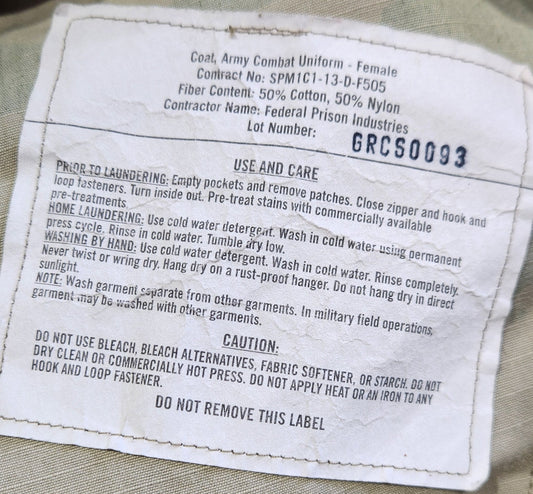 Coat, Army Combat Uniform - Female
Contract No: SPM1C1-13-D-F505
Fiber Content: 50% Cotton, 50% Nylon
Contractor Name: Federal Prison Industries
Lot Number: GRCS0093
USE AND CARE
PRIOR TO LAUNDERING: Empty pockets and remove patches. Close zipper and hook and
loop fasteners. Turn inside out. Pre-treat stains with commercially available
pre-treatments
HOME LAUNDERING: Use cold water detergent. Wash in cold water using permanent
press cycle. Rinse in cold water. Tumble dry low.
WASHING BY HAND: Use cold water detergent. Wash in cold water. Rinse completely.
Never twist or wring dry. Hang dry on a rust-proof hanger. Do not hang dry in direct
sunlight.
NOTE: Wash garment separate from other garments. In military field operations,
garment may be washed with other garments.
CAUTION:
DO NOT USE BLEACH, BLEACH ALTERNATIVES, FABRIC SOFTENER, OR STARCH. DO NOT
DRY CLEAN OR COMMERCIALLY HOT PRESS. DO NOT APPLY HEAT OR AN IRON TO ANY
HOOK AND LOOP FASTENER.
DO NOT REMOVE THIS LABEL